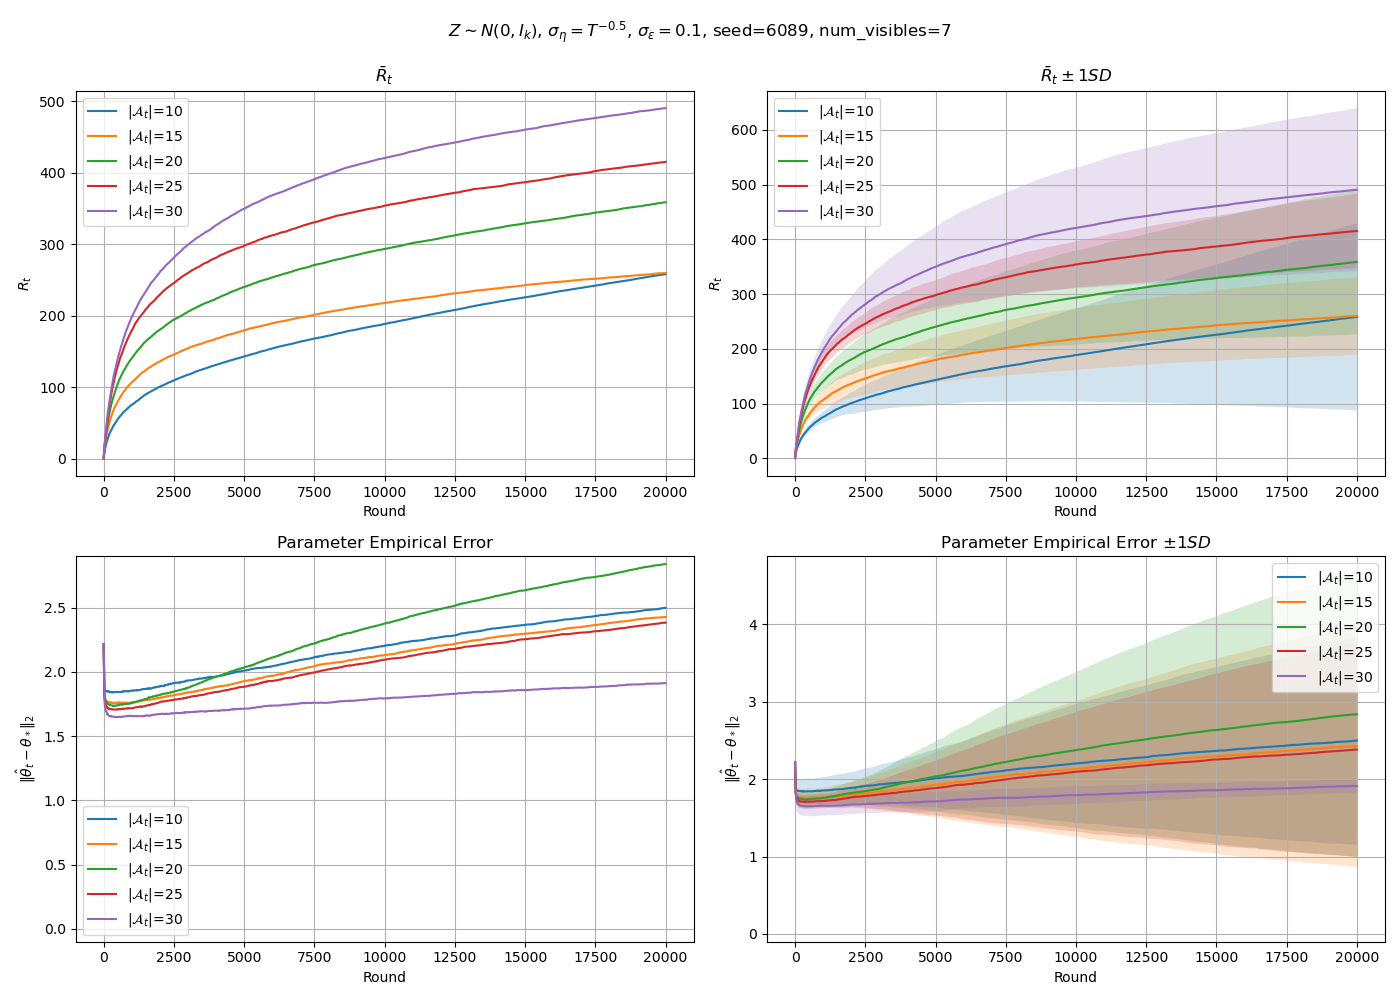 Z ~ N(0, I_k), σ_η = T^{-0.5}, σ_ε = 0.1, seed=6089, num_visibles=7
R̄_t
500
400
300
200
100
0
R_t
|𝒜_t|=10
|𝒜_t|=15
|𝒜_t|=20
|𝒜_t|=25
|𝒜_t|=30
0 2500 5000 7500 10000 12500 15000 17500 20000
Round
R̄_t ± 1SD
600
500
400
300
200
100
0
R_t
|𝒜_t|=10
|𝒜_t|=15
|𝒜_t|=20
|𝒜_t|=25
|𝒜_t|=30
0 2500 5000 7500 10000 12500 15000 17500 20000
Round
Parameter Empirical Error
2.5
2.0
1.5
1.0
0.5
0.0
‖θ̂_t − θ_*‖_2
|𝒜_t|=10
|𝒜_t|=15
|𝒜_t|=20
|𝒜_t|=25
|𝒜_t|=30
0 2500 5000 7500 10000 12500 15000 17500 20000
Round
Parameter Empirical Error ±1SD
4
3
2
1
0
‖θ̂_t − θ_*‖_2
|𝒜_t|=10
|𝒜_t|=15
|𝒜_t|=20
|𝒜_t|=25
|𝒜_t|=30
0 2500 5000 7500 10000 12500 15000 17500 20000
Round